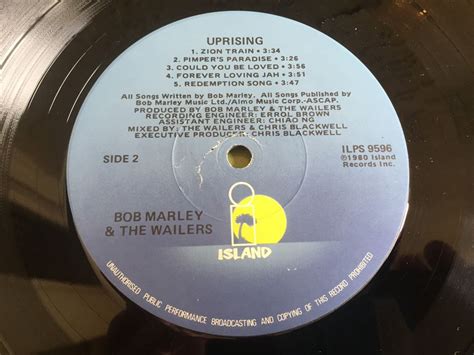 UPRISING
1. ZION TRAIN • 3:34
2. PIMPER'S PARADISE • 3:26
3. COULD YOU BE LOVED • 3:56
4. FOREVER LOVING JAH • 3:51
5. REDEMPTION SONG • 3:47
All Songs Written by Bob Marley. All Songs Published by
Bob Marley Music Ltd./Almo Music Corp.-ASCAP.
PRODUCED BY BOB MARLEY & THE WAILERS
RECORDING ENGINEER: ERROL BROWN
ASSISTANT ENGINEER: CHIAO NG
MIXED BY: THE WAILERS & CHRIS BLACKWELL
EXECUTIVE PRODUCER: CHRIS BLACKWELL
SIDE 2
ILPS 9596
℗1980 Island
Records Inc.
BOB MARLEY
& THE WAILERS
ISLAND
UNAUTHORISED PUBLIC PERFORMANCE BROADCASTING AND COPYING OF THIS RECORD PROHIBITED